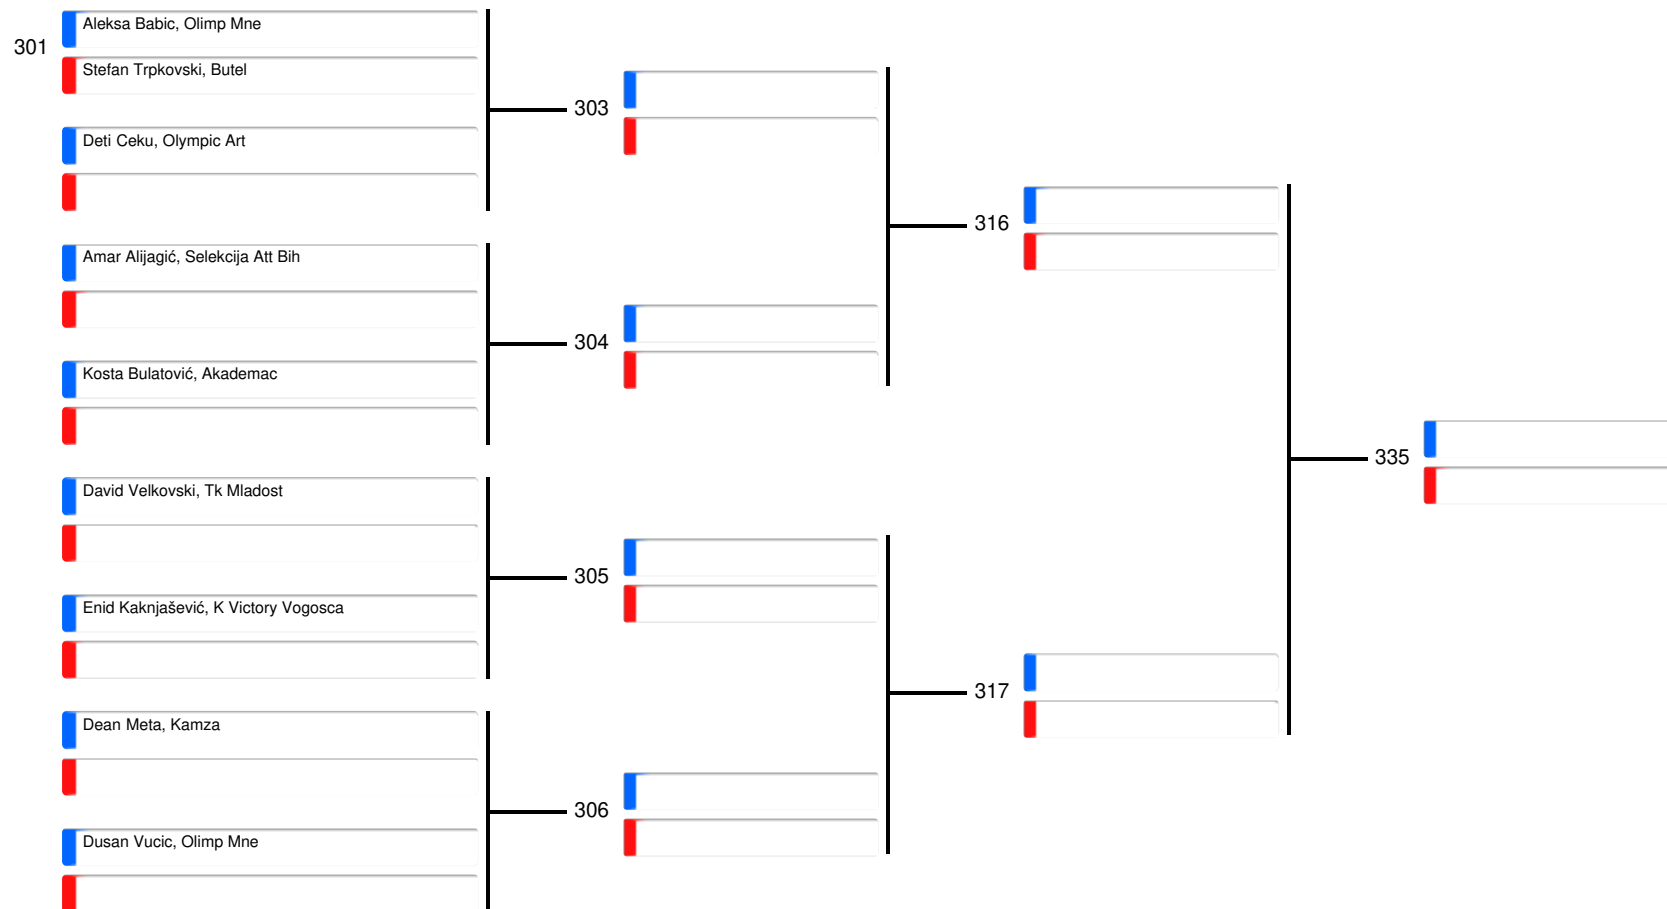 Aleksa Babic, Olimp Mne
301
Stefan Trpkovski, Butel
303
Deti Ceku, Olympic Art
316
Amar Alijagić, Selekcija Att Bih
304
Kosta Bulatović, Akademac
335
David Velkovski, Tk Mladost
305
Enid Kaknjašević, K Victory Vogosca
317
Dean Meta, Kamza
306
Dusan Vucic, Olimp Mne